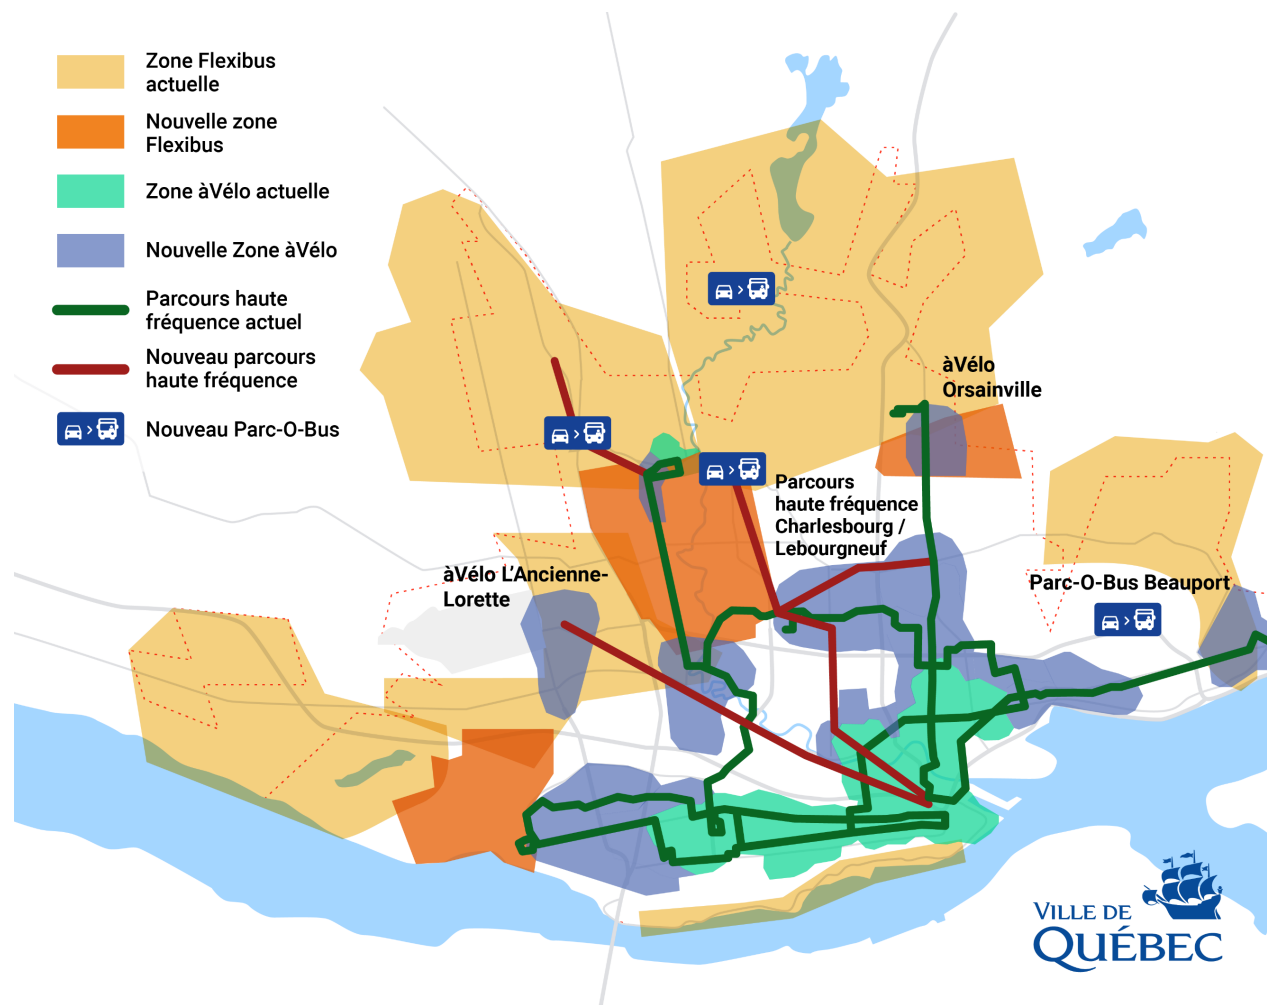 Zone Flexibus
actuelle
Nouvelle zone
Flexibus
Zone àVélo actuelle
Nouvelle Zone àVélo
Parcours haute
fréquence actuel
Nouveau parcours
haute fréquence
Nouveau Parc-O-Bus
àVélo
Orsainville
Parcours
haute fréquence
Charlesbourg /
Lebourgneuf
àVélo L'Ancienne-
Lorette
Parc-O-Bus Beauport
VILLE DE
QUÉBEC